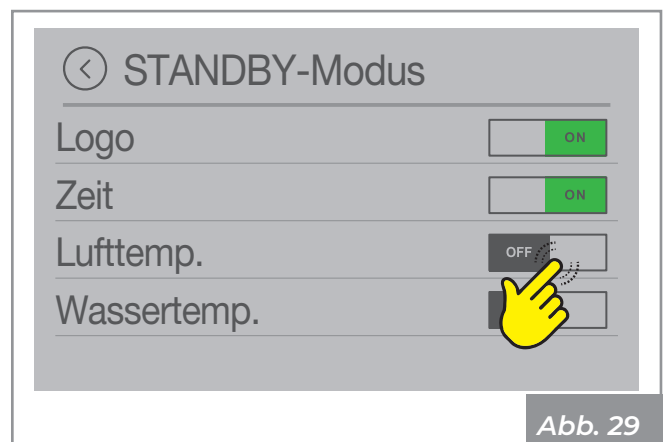 STANDBY-Modus
Logo ON
Zeit ON
Lufttemp. OFF
Wassertemp.
Abb. 29